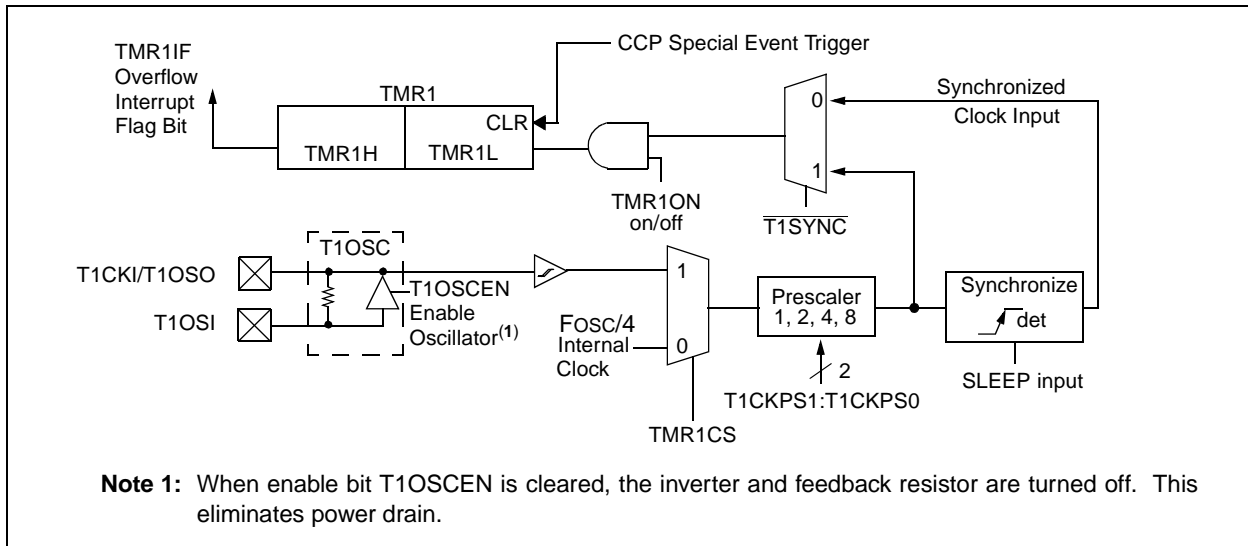 TMR1IF
Overflow
Interrupt
Flag Bit
CCP Special Event Trigger
TMR1
CLR
TMR1H
TMR1L
TMR1ON
on/off
0
1
T1SYNC
Synchronized
Clock Input
T1OSC
T1CKI/T1OSO
T1OSI
T1OSCEN
Enable
Oscillator(1)
FOSC/4
Internal
Clock
1
0
TMR1CS
Prescaler
1, 2, 4, 8
2
T1CKPS1:T1CKPS0
Synchronize
det
SLEEP input
Note 1: When enable bit T1OSCEN is cleared, the inverter and feedback resistor are turned off. This
eliminates power drain.